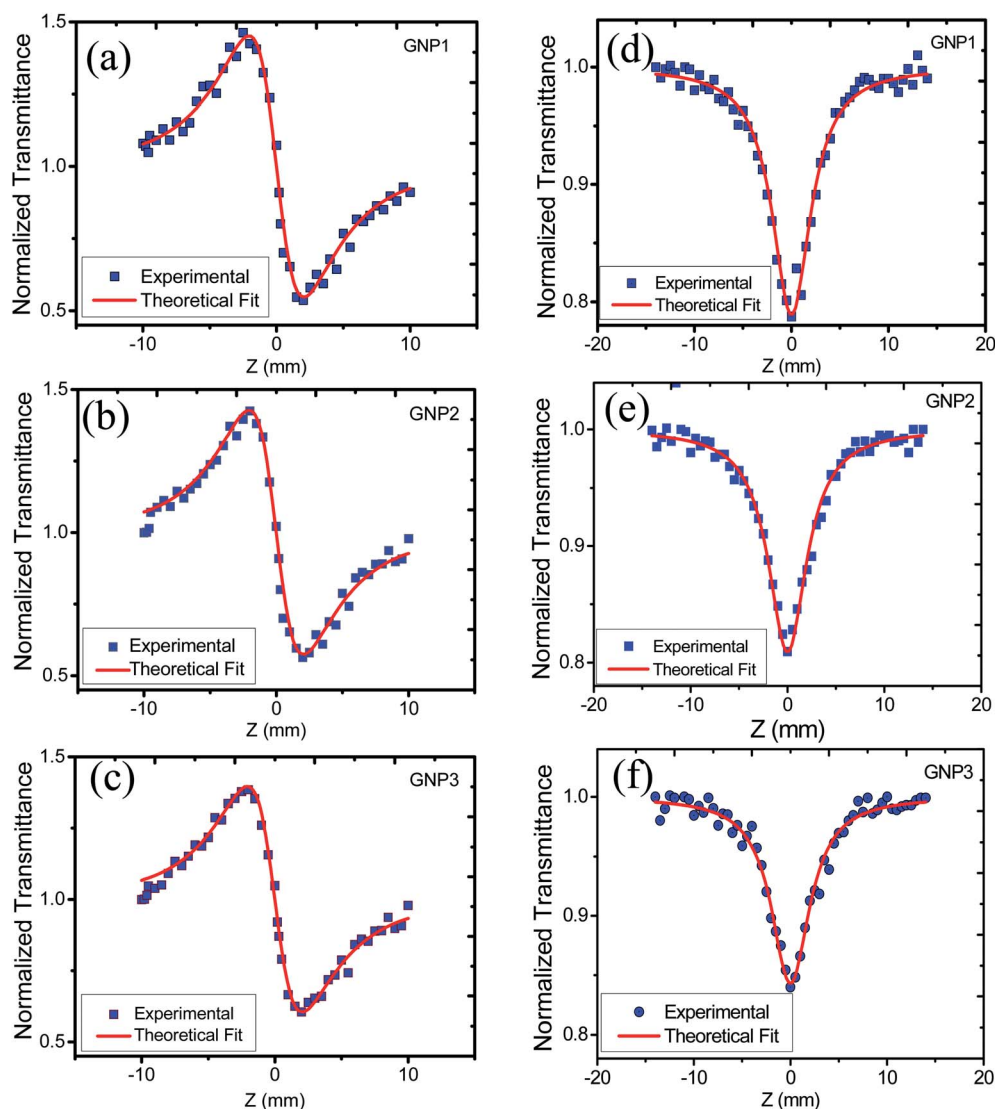 (a)
GNP1
1.5
1.0
0.5
Normalized Transmittance
Experimental
Theoretical Fit
-10
0
10
Z (mm)
(d)
GNP1
1.0
0.9
0.8
Normalized Transmittance
Experimental
Theoretical Fit
-20
-10
0
10
20
Z (mm)
(b)
GNP2
1.5
1.0
0.5
Normalized Transmittance
Experimental
Theoretical Fit
-10
0
10
Z (mm)
(e)
GNP2
1.0
0.9
0.8
Normalized Transmittance
Experimental
Theoretical Fit
-20
-10
0
10
20
Z (mm)
(c)
GNP3
1.5
1.0
0.5
Normalized Transmittance
Experimental
Theoretical Fit
-10
0
10
Z (mm)
(f)
GNP3
1.0
0.9
0.8
Normalized Transmittance
Experimental
Theoretical Fit
-20
-10
0
10
20
Z (mm)